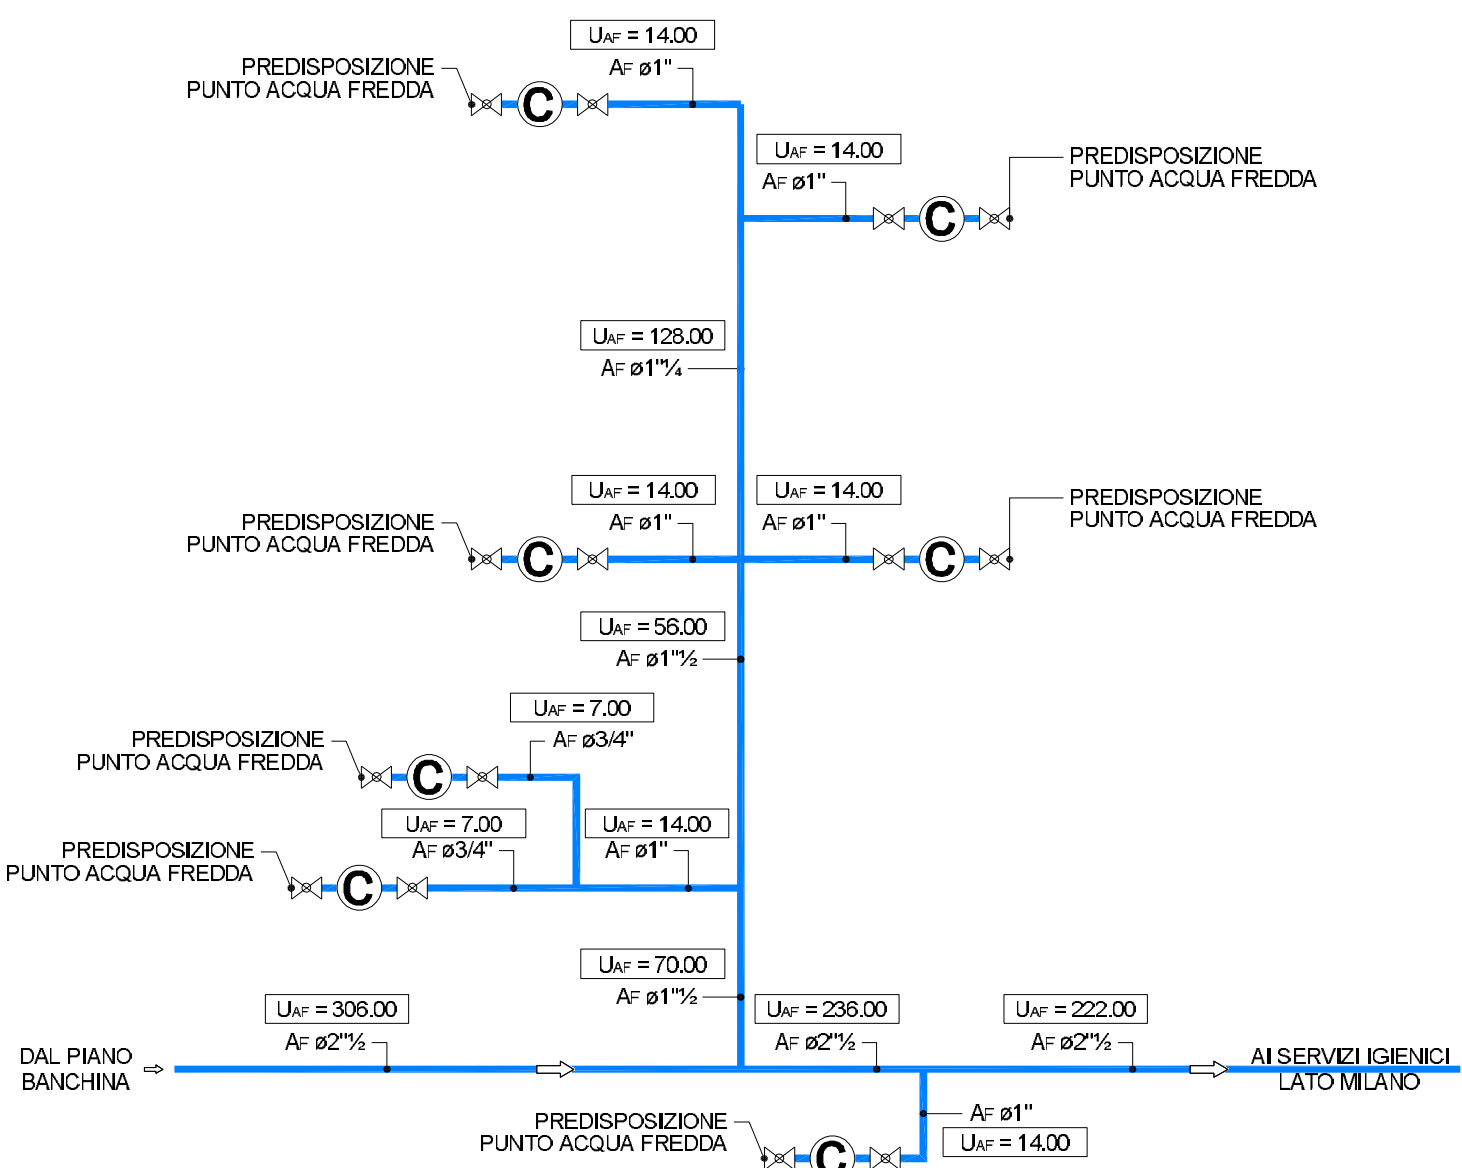 UAF = 14.00
AF ø1"
PREDISPOSIZIONE
PUNTO ACQUA FREDDA
C
UAF = 14.00
AF ø1"
PREDISPOSIZIONE
PUNTO ACQUA FREDDA
C
UAF = 128.00
AF ø1"¼
UAF = 14.00
AF ø1"
UAF = 14.00
AF ø1"
PREDISPOSIZIONE
PUNTO ACQUA FREDDA
C
PREDISPOSIZIONE
PUNTO ACQUA FREDDA
C
UAF = 56.00
AF ø1"½
UAF = 7.00
AF ø3/4"
PREDISPOSIZIONE
PUNTO ACQUA FREDDA
C
UAF = 7.00
AF ø3/4"
UAF = 14.00
AF ø1"
PREDISPOSIZIONE
PUNTO ACQUA FREDDA
C
UAF = 70.00
AF ø1"½
UAF = 306.00
AF ø2"½
UAF = 236.00
AF ø2"½
UAF = 222.00
AF ø2"½
DAL PIANO
BANCHINA
AI SERVIZI IGIENICI
LATO MILANO
AF ø1"
UAF = 14.00
PREDISPOSIZIONE
PUNTO ACQUA FREDDA
C